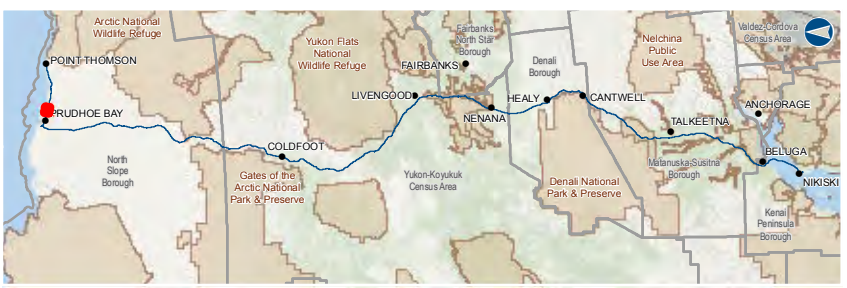 Arctic National
Wildlife Refuge
POINT THOMSON
PRUDHOE BAY
North
Slope
Borough
Yukon Flats
National
Wildlife Refuge
COLDFOOT
Gates of the
Arctic National
Park & Preserve
LIVENGOOD
Fairbanks
North Star
Borough
FAIRBANKS
NENANA
Yukon-Koyukuk
Census Area
Denali
Borough
HEALY
CANTWELL
Denali National
Park & Preserve
Nelchina
Public
Use Area
TALKEETNA
Matanuska-Susitna
Borough
Valdez-Cordova
Census Area
ANCHORAGE
BELUGA
NIKISKI
Kenai
Peninsula
Borough